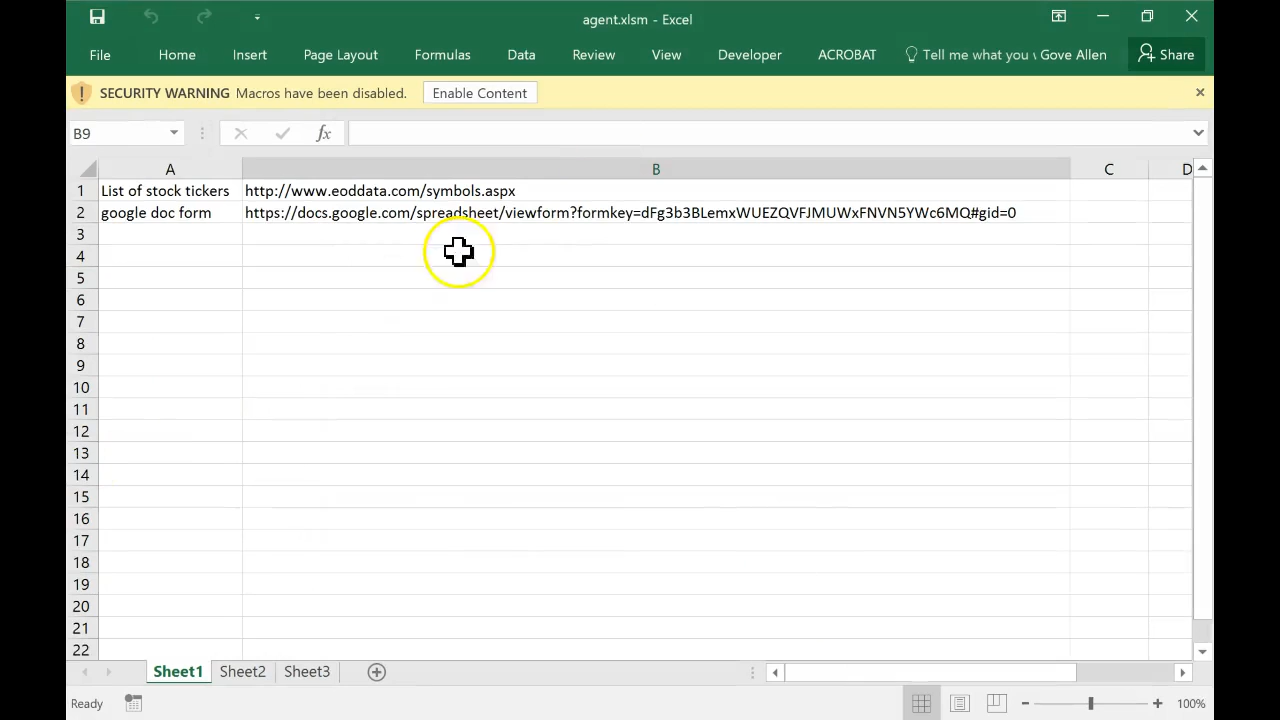 agent.xlsm - Excel
File Home Insert Page Layout Formulas Data Review View Developer ACROBAT Tell me what you Gove Allen Share
! SECURITY WARNING Macros have been disabled. Enable Content
B9 fx
A B C D
1 List of stock tickers http://www.eoddata.com/symbols.aspx
2 google doc form https://docs.google.com/spreadsheet/viewform?formkey=dFg3b3BLemxWUEZQVFJMUWxFNVN5YWc6MQ#gid=0
3
4
5
6
7
8
9
10
11
12
13
14
15
16
17
18
19
20
21
22
Sheet1 Sheet2 Sheet3
Ready 100%